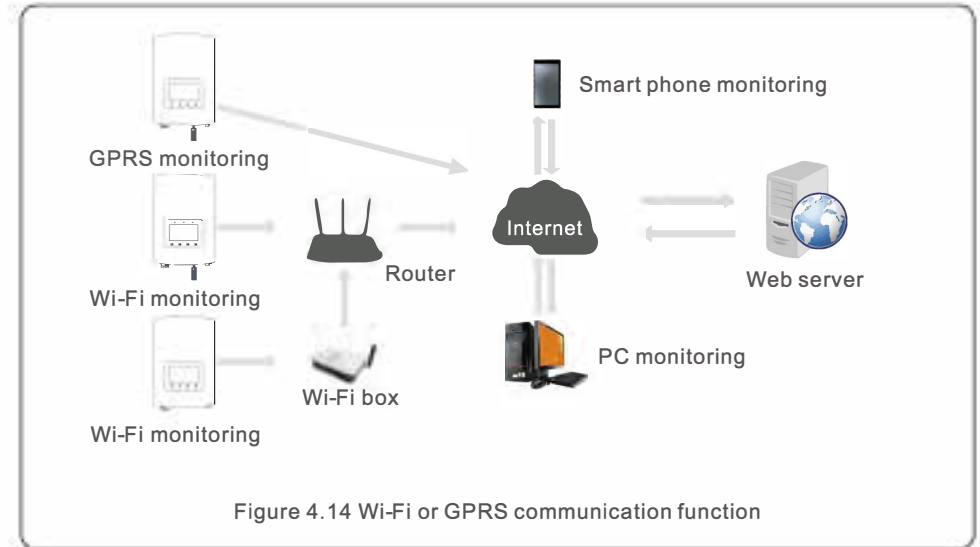 Smart phone monitoring
GPRS monitoring
Internet
Router
Web server
Wi-Fi monitoring
PC monitoring
Wi-Fi box
Wi-Fi monitoring
Figure 4.14 Wi-Fi or GPRS communication function